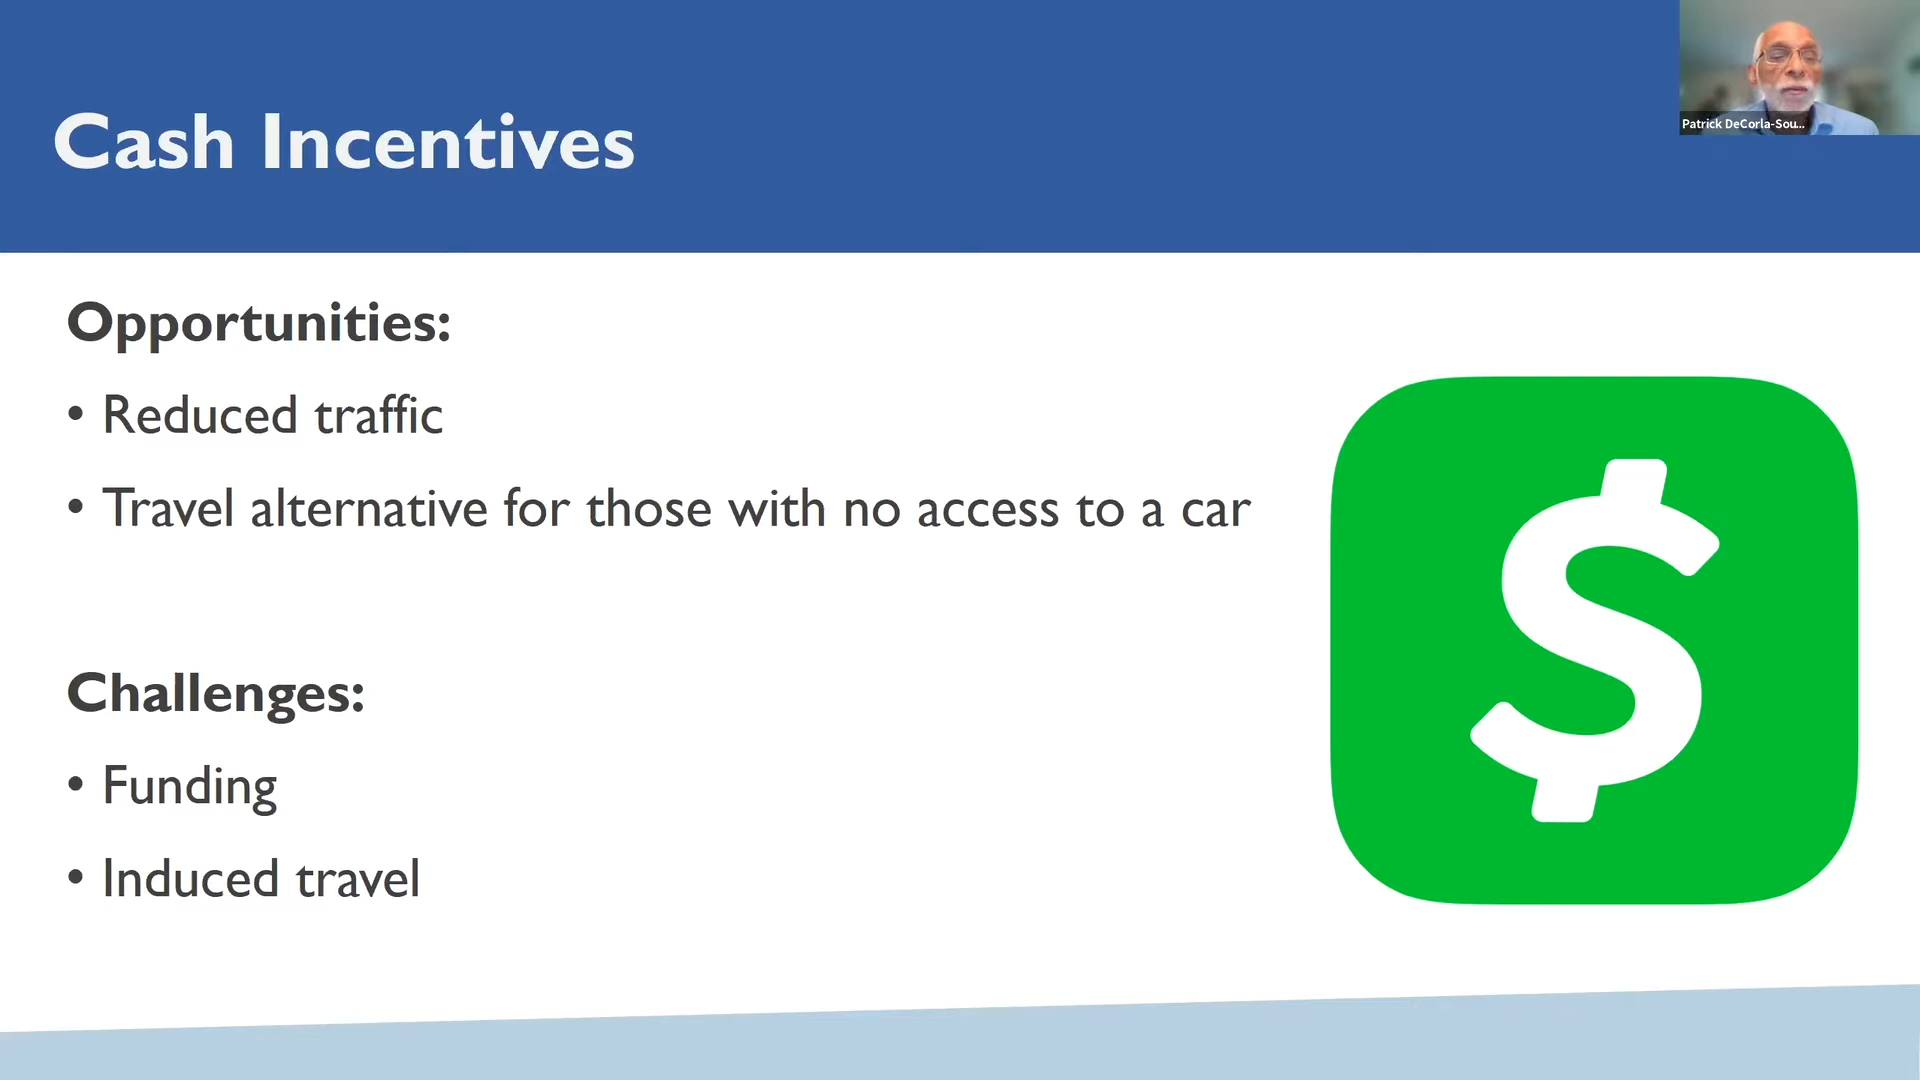 Cash Incentives
Patrick DeCorla-Sou...
Opportunities:
• Reduced traffic
• Travel alternative for those with no access to a car
Challenges:
• Funding
• Induced travel
$